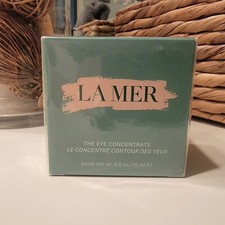 LA MER
THE EYE CONCENTRATE
LE CONCENTRÉ CONTOUR DES YEUX